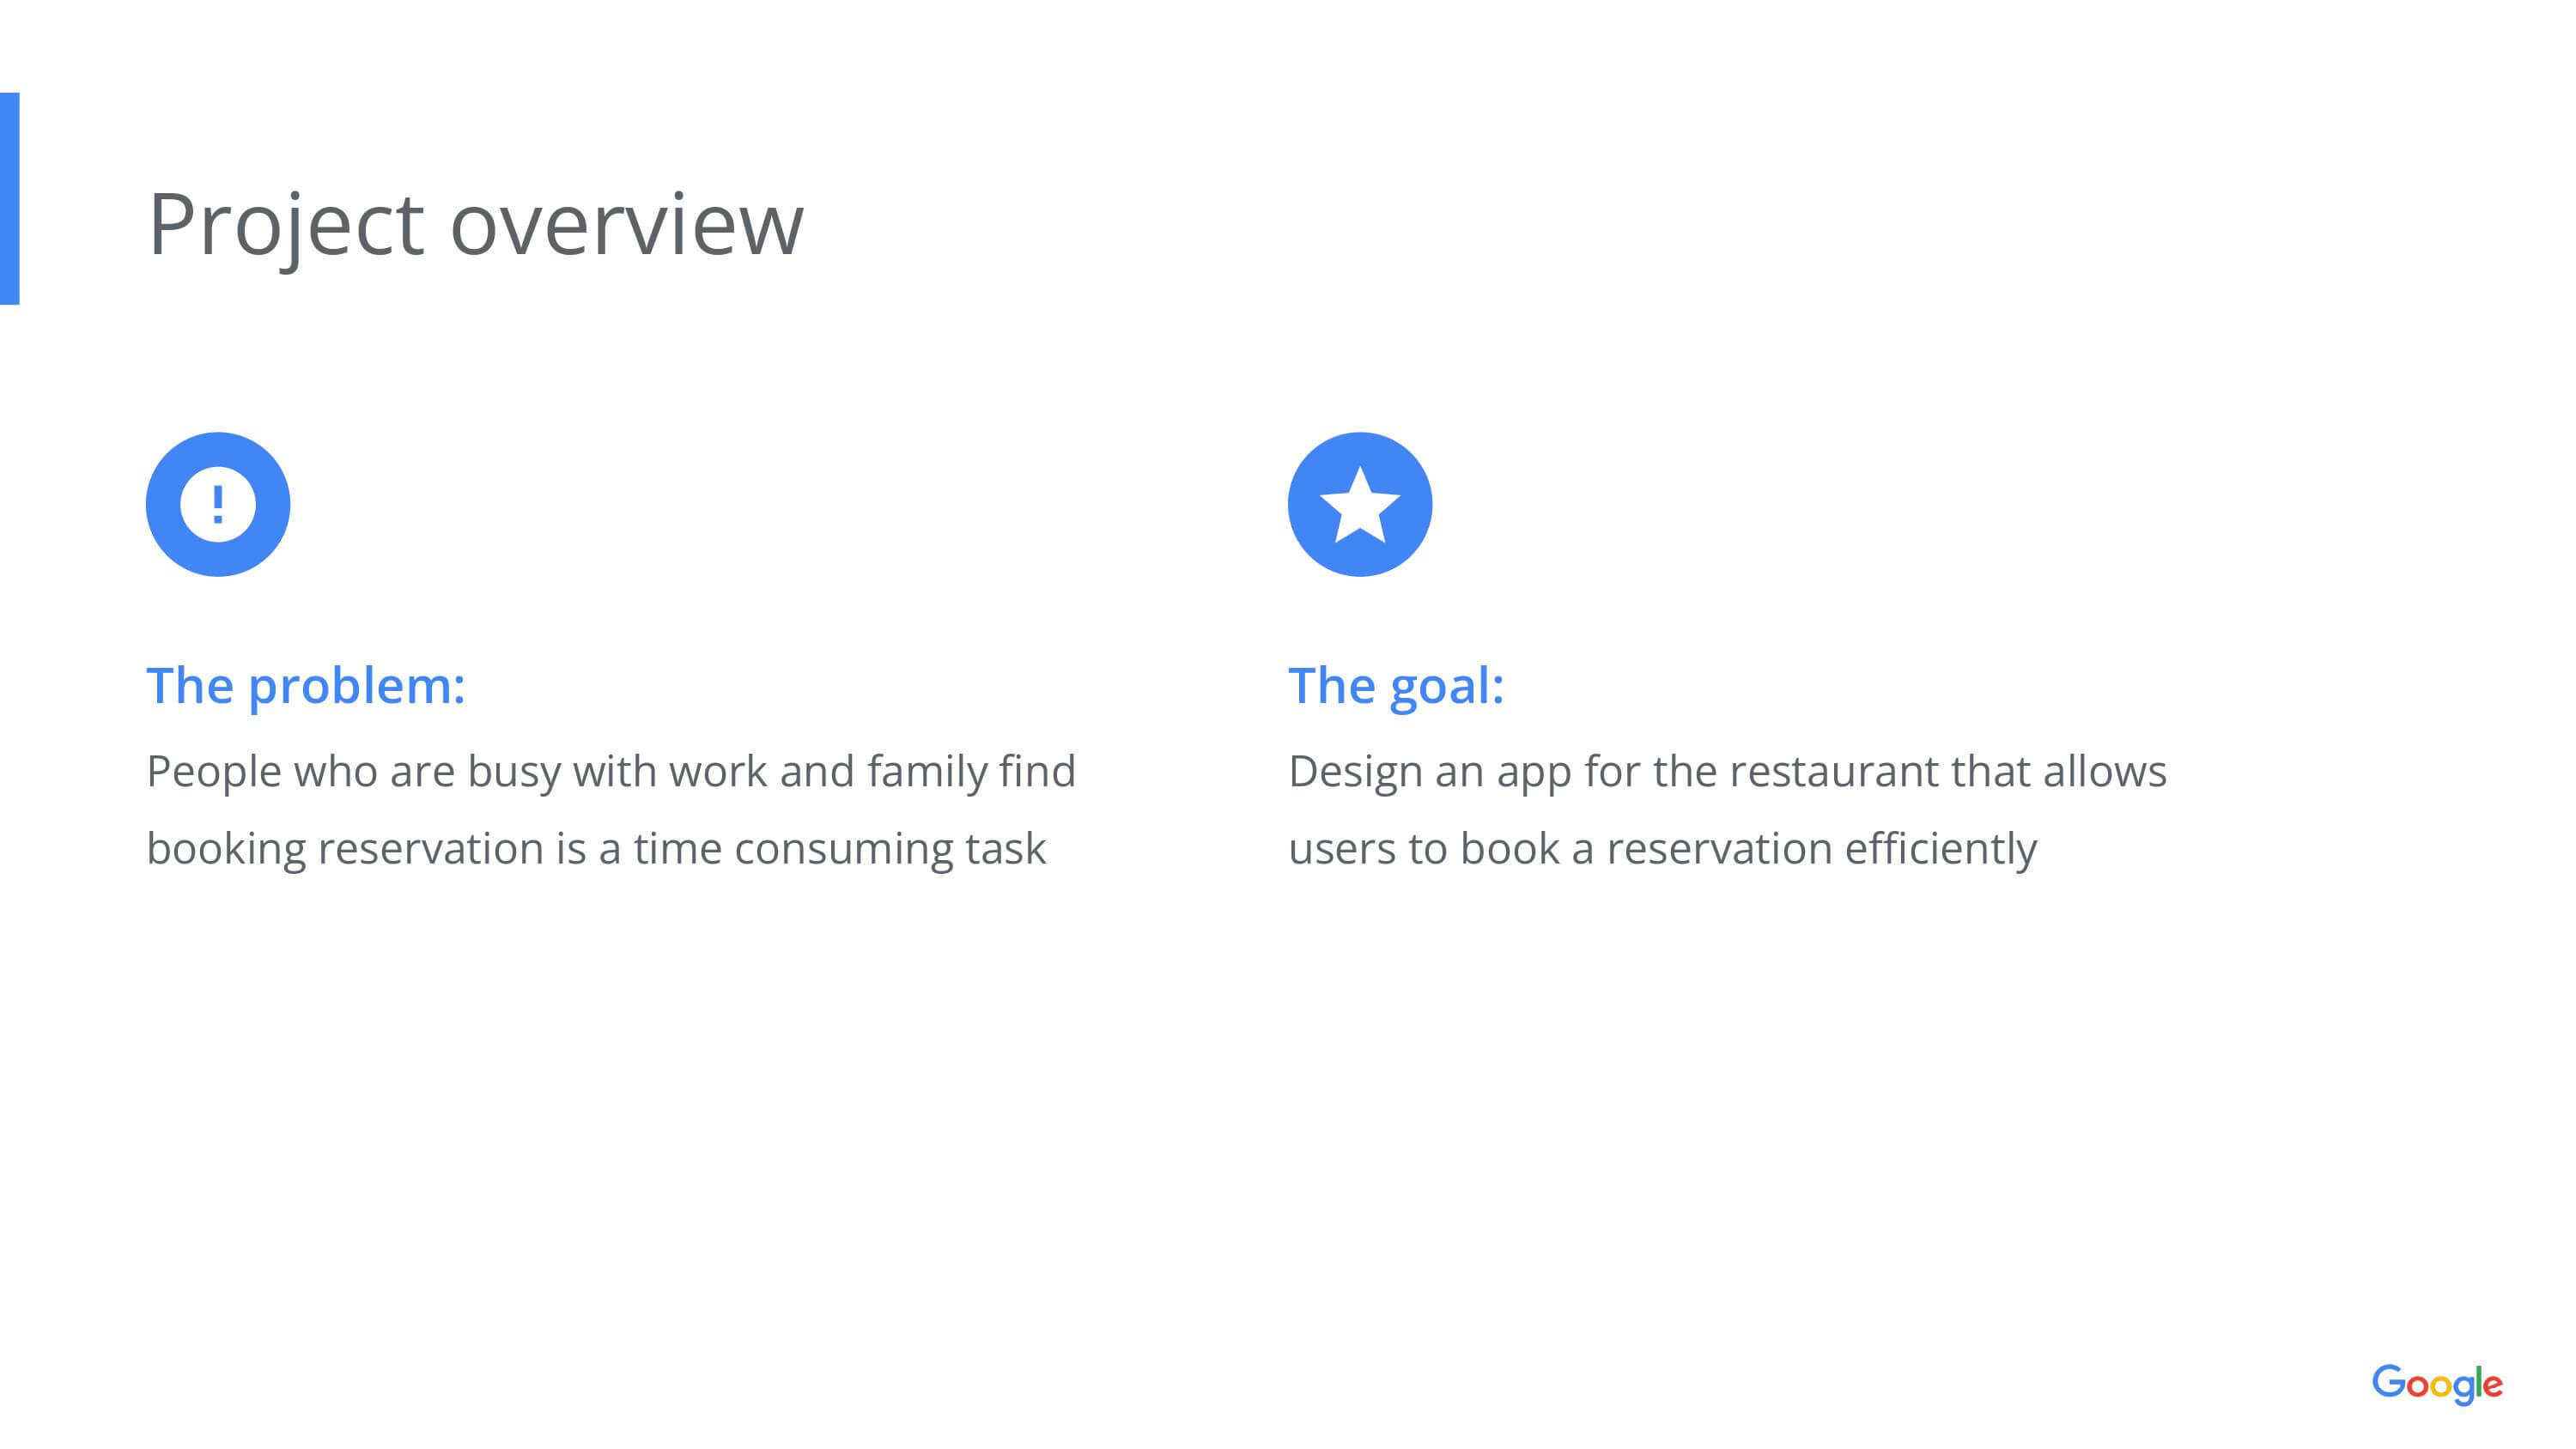 Project overview
The problem:
People who are busy with work and family find
booking reservation is a time consuming task
The goal:
Design an app for the restaurant that allows
users to book a reservation efficiently
Google